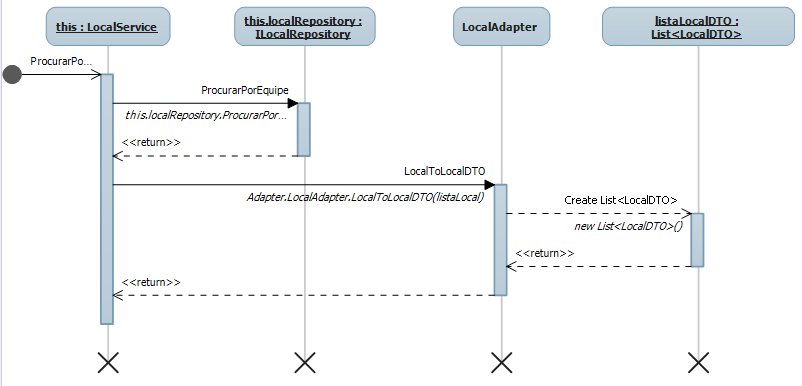 this : LocalService
this.localRepository :
ILocalRepository
LocalAdapter
listaLocalDTO :
List<LocalDTO>
ProcurarPo...
ProcurarPorEquipe
this.localRepository.ProcurarPor...
<<return>>
LocalToLocalDTO
Adapter.LocalAdapter.LocalToLocalDTO(listaLocal)
Create List<LocalDTO>
new List<LocalDTO>()
<<return>>
<<return>>